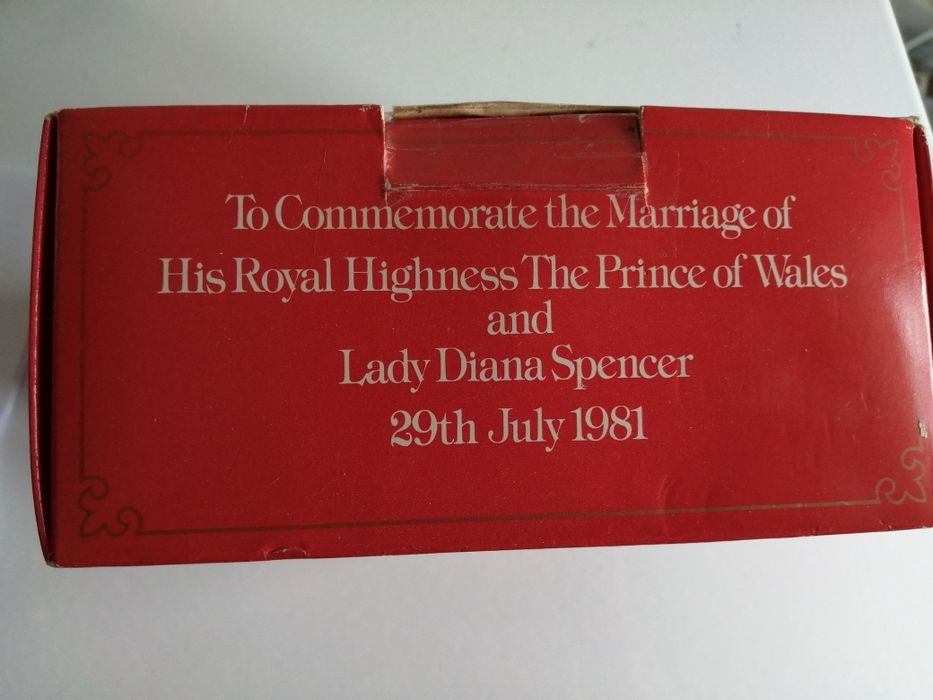 To Commemorate the Marriage of
His Royal Highness The Prince of Wales
and
Lady Diana Spencer
29th July 1981